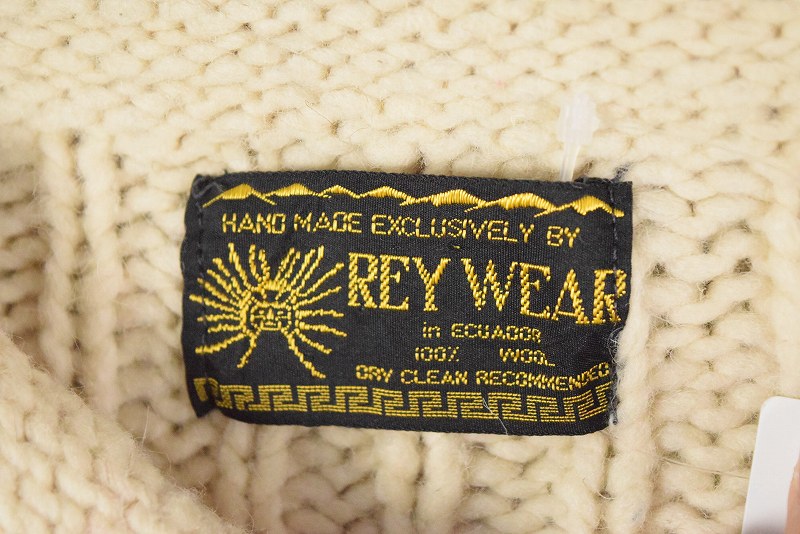 HAND MADE EXCLUSIVELY BY
REY WEAR
in ECUADOR
100% WOOL
DRY CLEAN RECOMMENDED